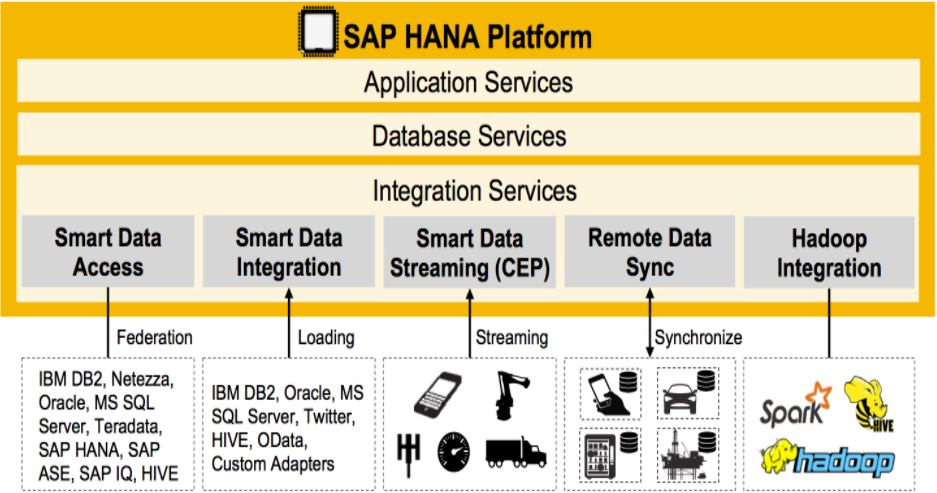 SAP HANA Platform
Application Services
Database Services
Integration Services
Smart Data
Access
Smart Data
Integration
Smart Data
Streaming (CEP)
Remote Data
Sync
Hadoop
Integration
Federation
Loading
Streaming
Synchronize
IBM DB2, Netezza,
Oracle, MS SQL
Server, Teradata,
SAP HANA, SAP
ASE, SAP IQ, HIVE
IBM DB2, Oracle, MS
SQL Server, Twitter,
HIVE, OData,
Custom Adapters
Spark
HIVE
hadoop